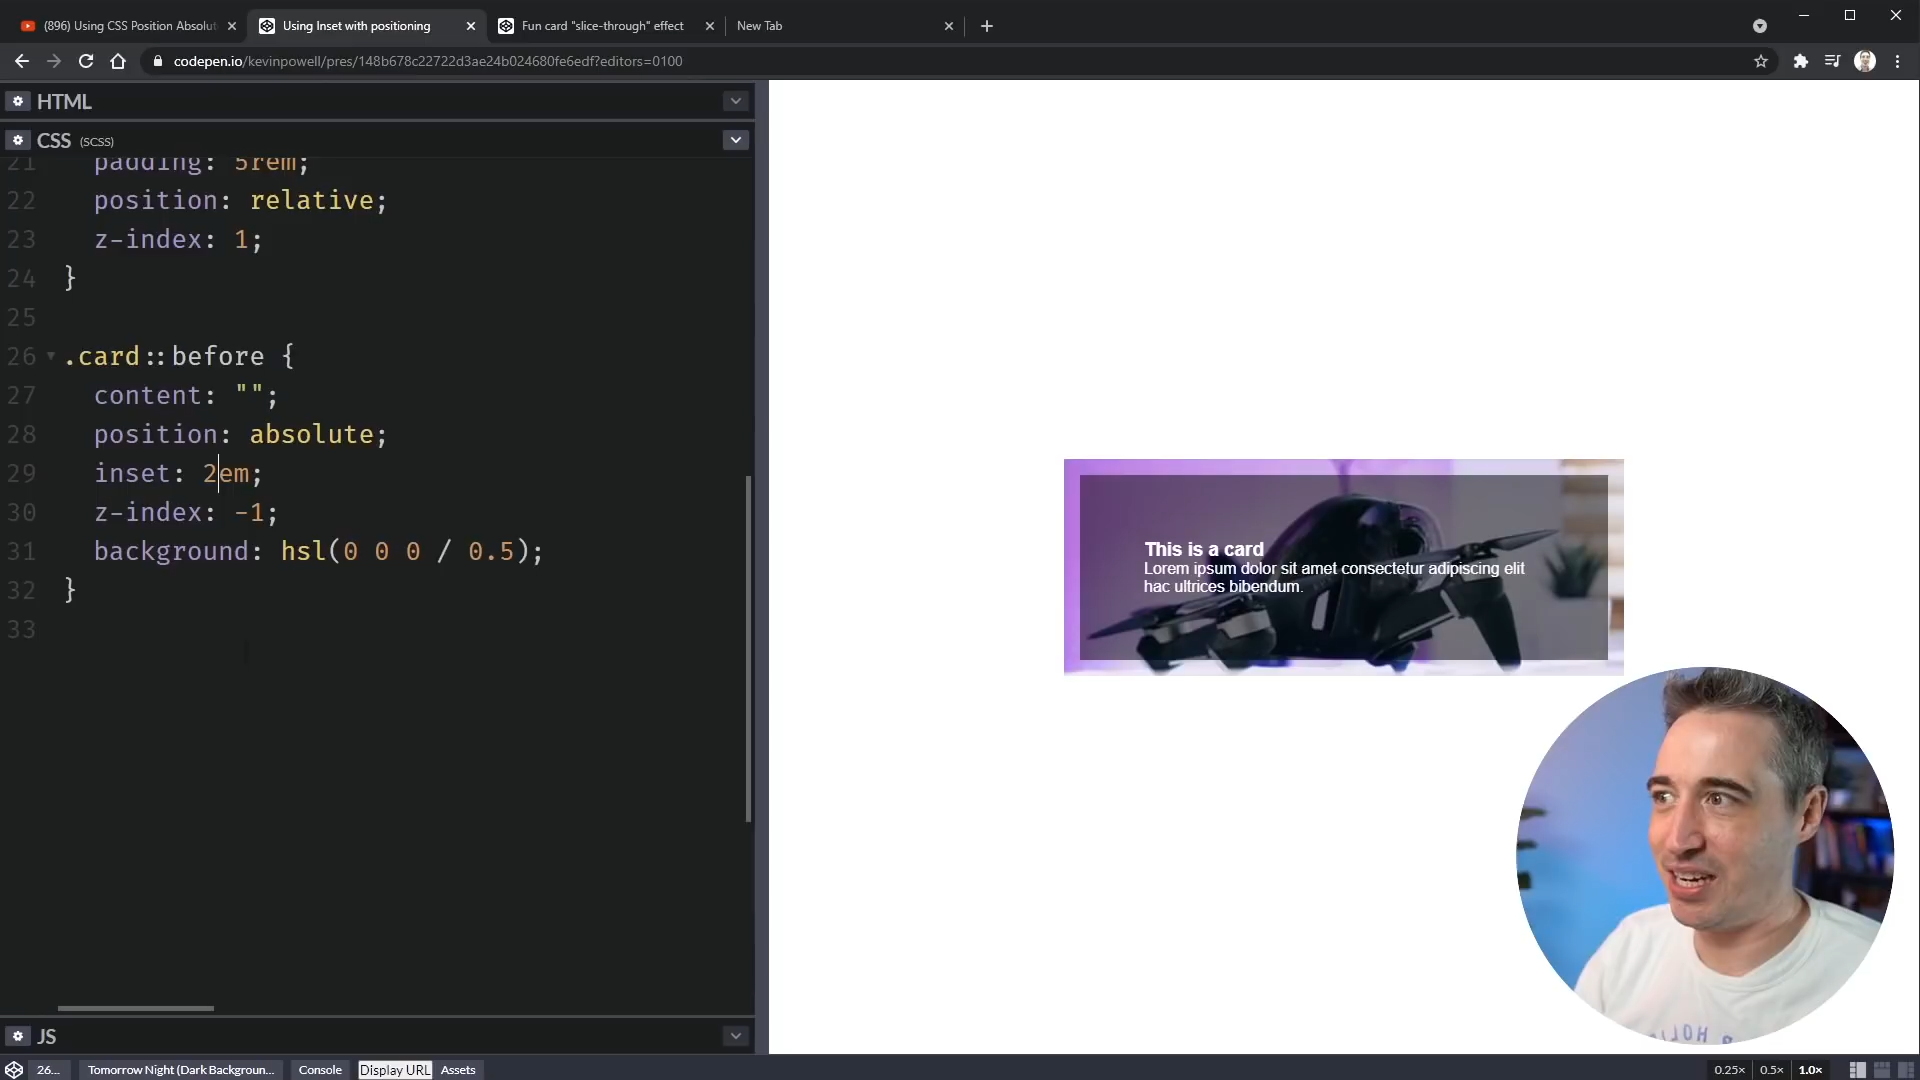 (896) Using CSS Position Absolut
Using Inset with positioning
Fun card "slice-through" effect
New Tab
codepen.io/kevinpowell/pres/148b678c22722d3ae24b024680fe6edf?editors=0100
HTML
CSS (SCSS)
21 padding: 5rem;
22 position: relative;
23 z-index: 1;
24 }
25
26 .card::before {
27 content: "";
28 position: absolute;
29 inset: 2em;
30 z-index: -1;
31 background: hsl(0 0 0 / 0.5);
32 }
33
This is a card
Lorem ipsum dolor sit amet consectetur adipiscing elit
hac ultrices bibendum.
JS
26...
Tomorrow Night (Dark Backgroun...
Console
Display URL
Assets
0.25×
0.5×
1.0×